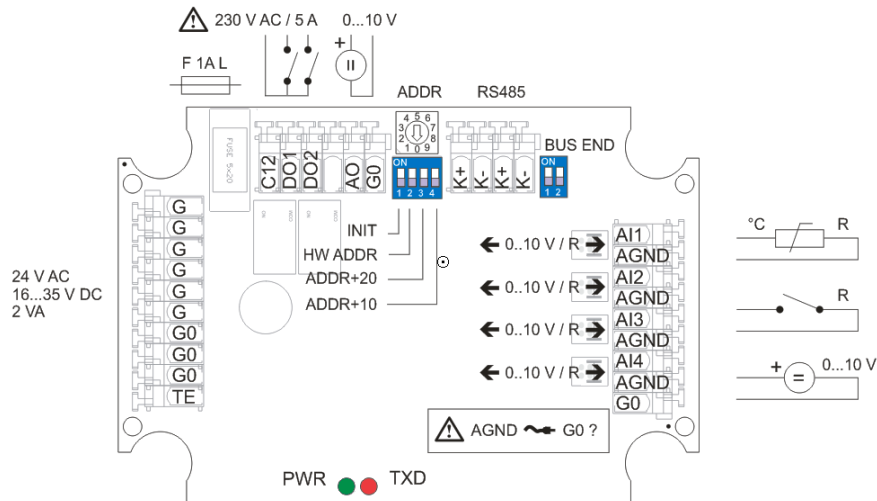 230 V AC / 5 A 0...10 V
F 1A L
+
ADDR RS485
4 5 6
3 7
2 8
1 0 9
FUSE 5x20
C12 DO1 DO2 AO G0
ON
1 2 3 4
K+ K- K+ K-
BUS END
ON
1 2
INIT
HW ADDR
ADDR+20
ADDR+10
24 V AC
16...35 V DC
2 VA
G
G
G
G
G
G
G0
G0
G0
TE
0..10 V / R
0..10 V / R
0..10 V / R
0..10 V / R
AI1
AGND
AI2
AGND
AI3
AGND
AI4
AGND
G0
°C R
R
+ = 0...10 V
AGND G0 ?
PWR TXD